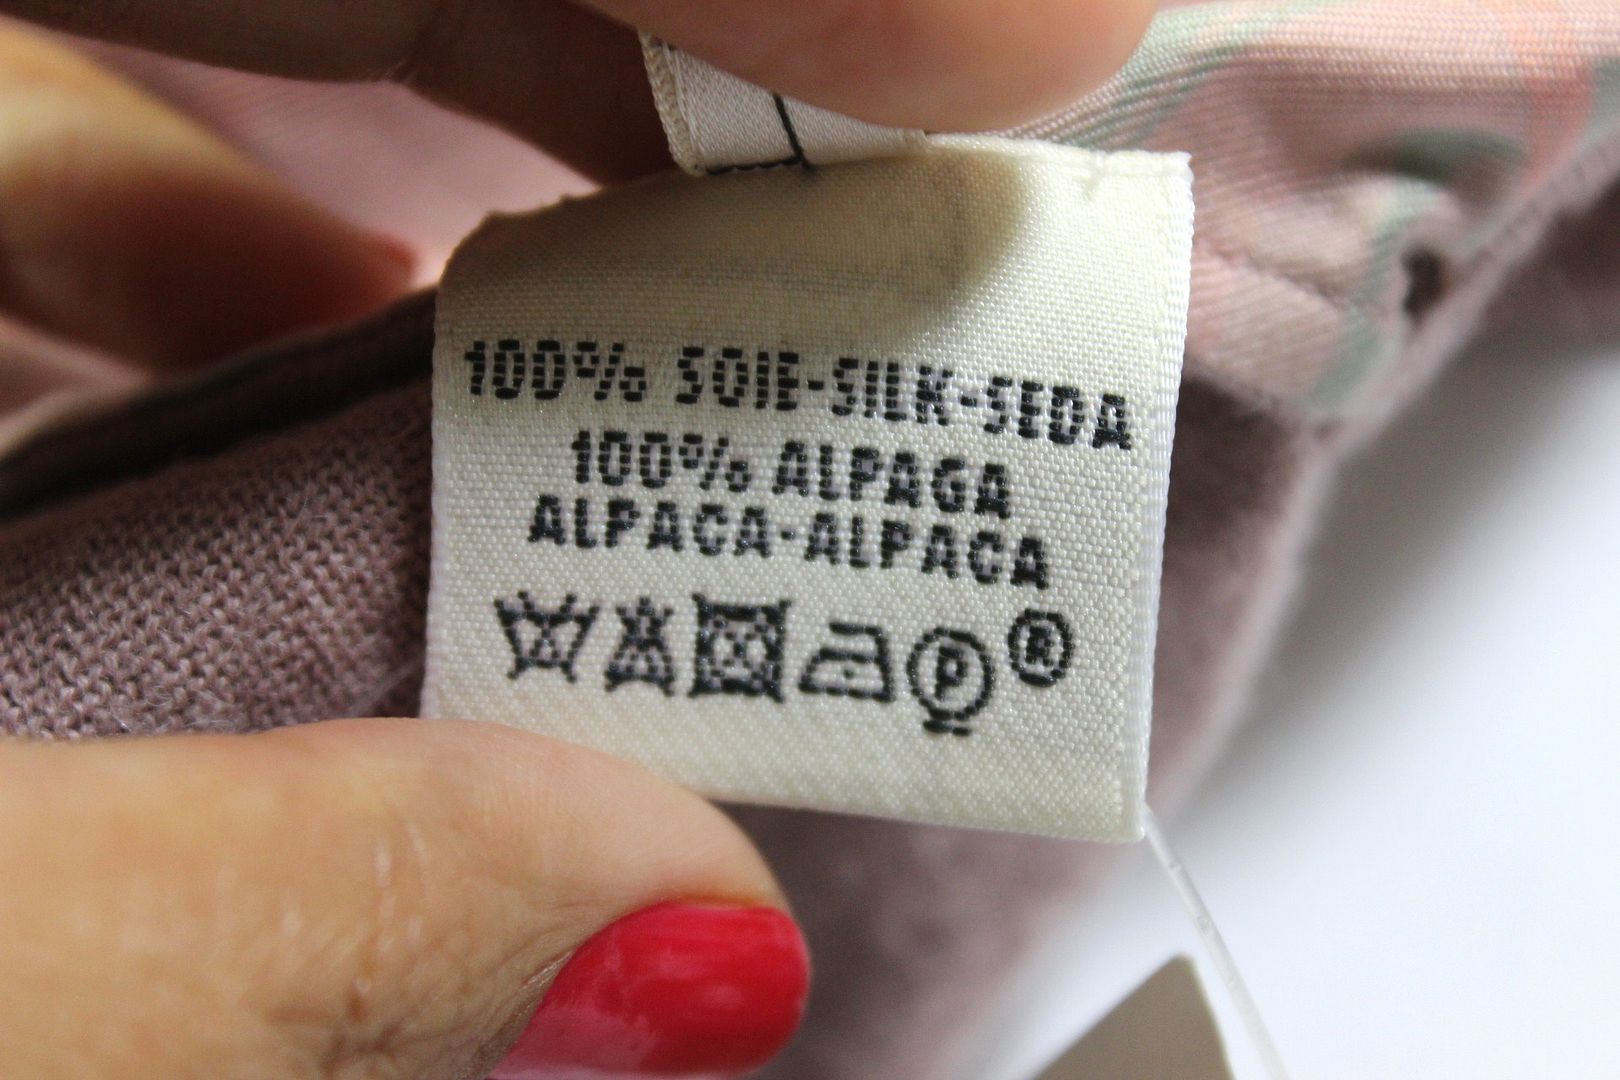 100% SOIE-SILK-SEDA
100% ALPAGA
ALPACA-ALPACA
P ®